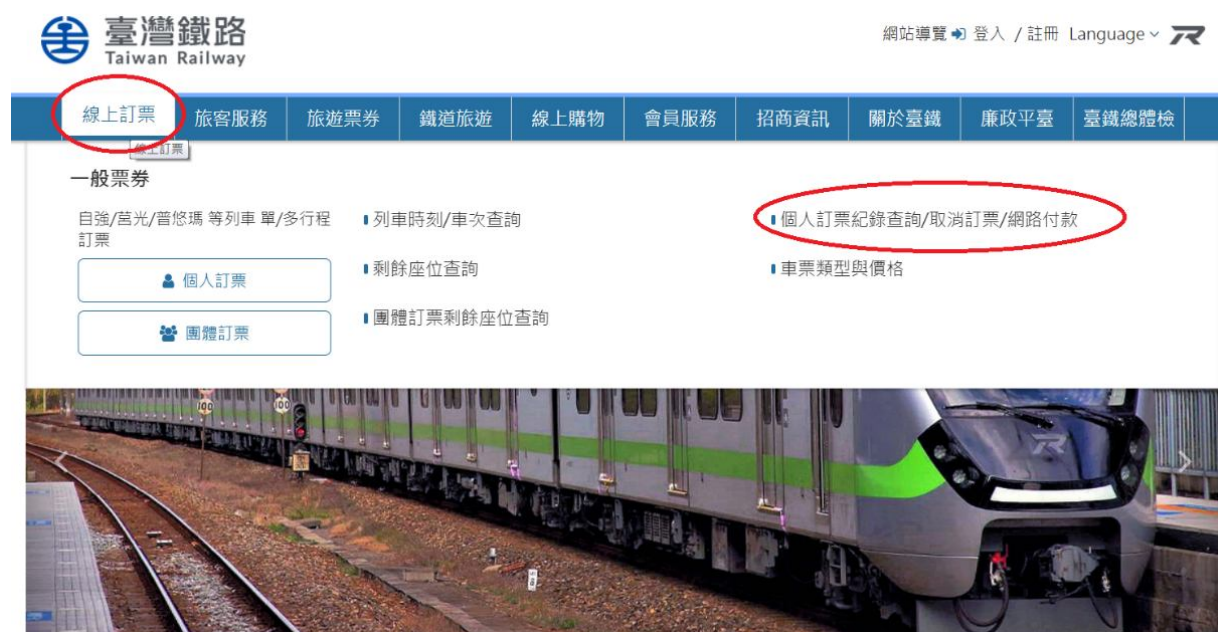 臺灣鐵路
Taiwan Railway
網站導覽 登入 / 註冊 Language
線上訂票 旅客服務 旅遊票券 鐵道旅遊 線上購物 會員服務 招商資訊 關於臺鐵 廉政平臺 臺鐵總體檢
線上訂票
一般票券
自強/莒光/普悠瑪 等列車 單/多行程
訂票
個人訂票
團體訂票
列車時刻/車次查詢
剩餘座位查詢
團體訂票剩餘座位查詢
個人訂票紀錄查詢/取消訂票/網路付款
車票類型與價格
100
100